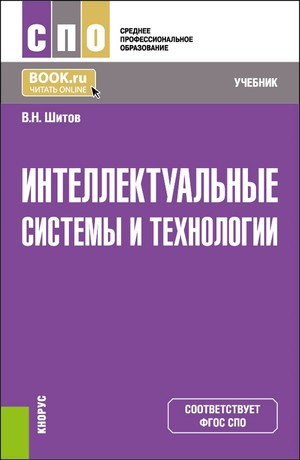 СПО
СРЕДНЕЕ
ПРОФЕССИОНАЛЬНОЕ
ОБРАЗОВАНИЕ
BOOK.ru
ЧИТАТЬ ONLINE
УЧЕБНИК
В.Н. Шитов
ИНТЕЛЛЕКТУАЛЬНЫЕ
СИСТЕМЫ И ТЕХНОЛОГИИ
КНОРУС
СООТВЕТСТВУЕТ
ФГОС СПО